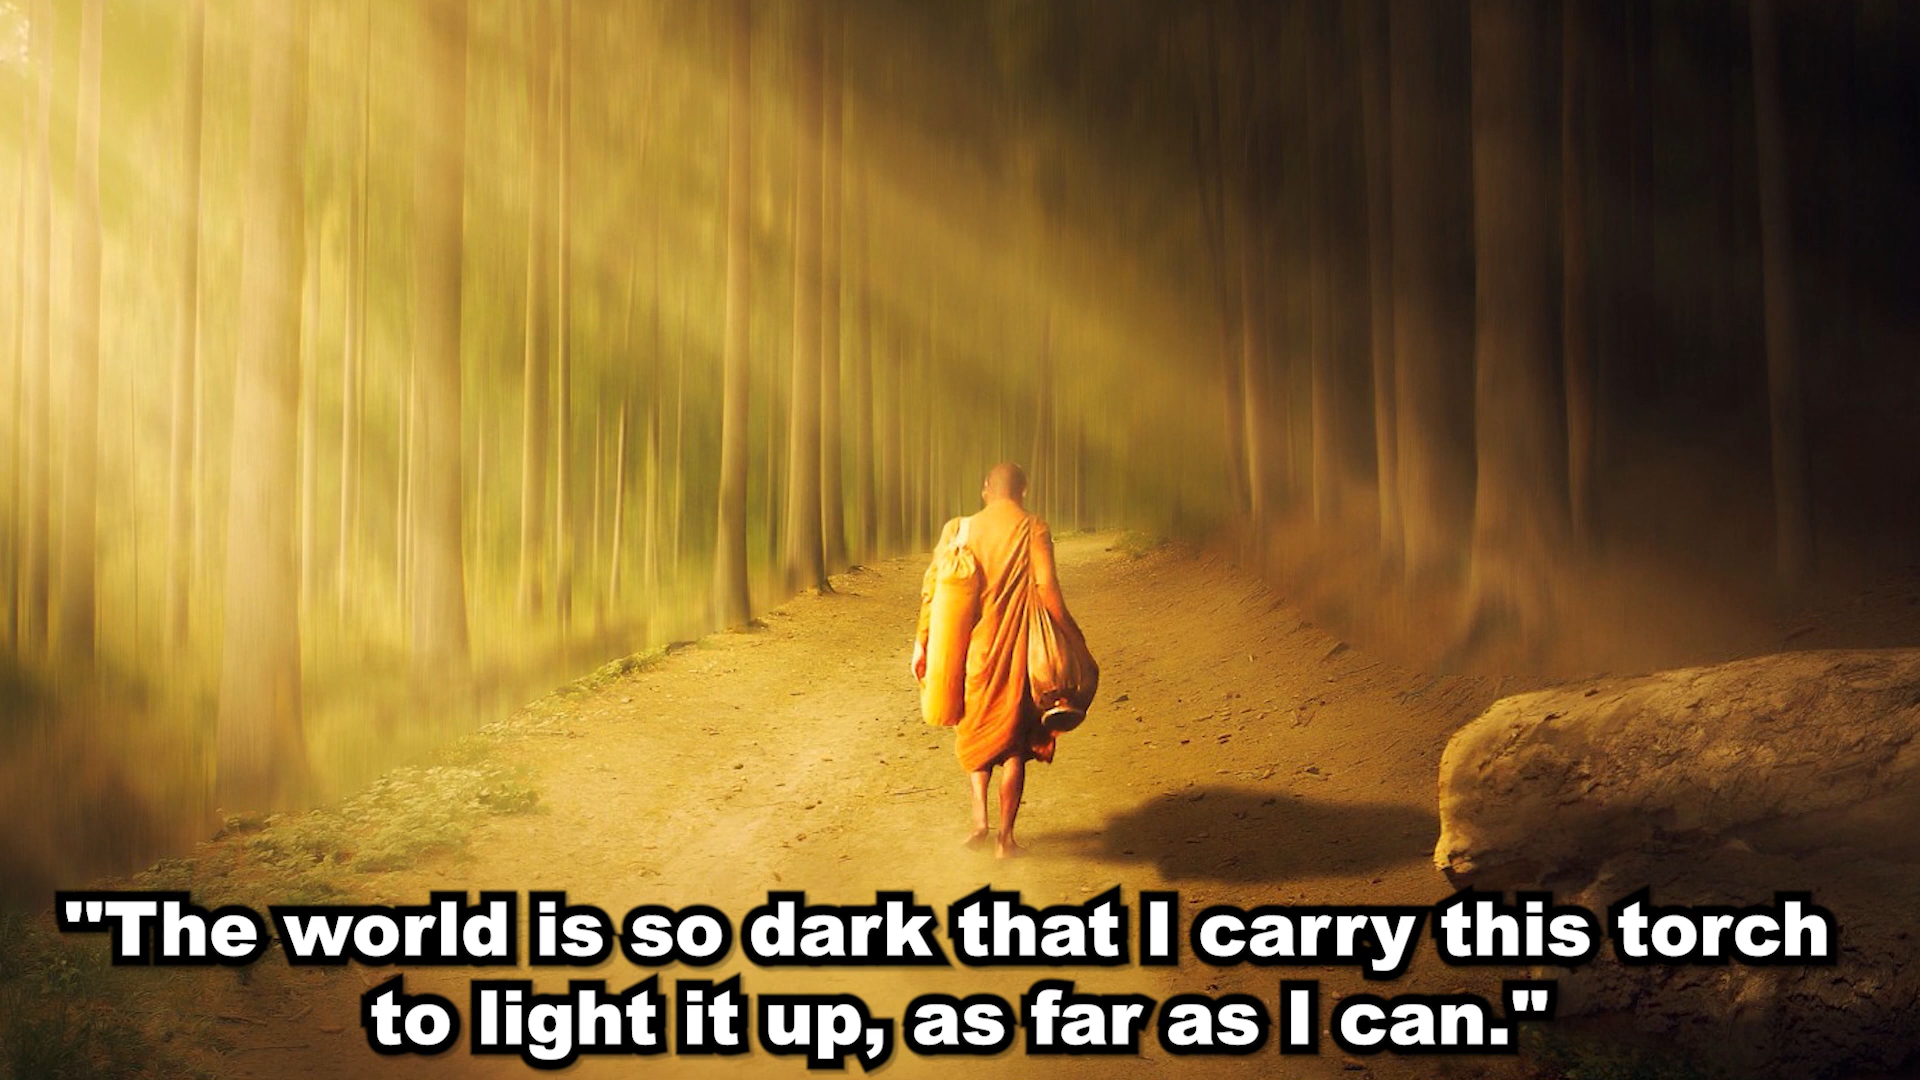 "The world is so dark that I carry this torch
to light it up, as far as I can."